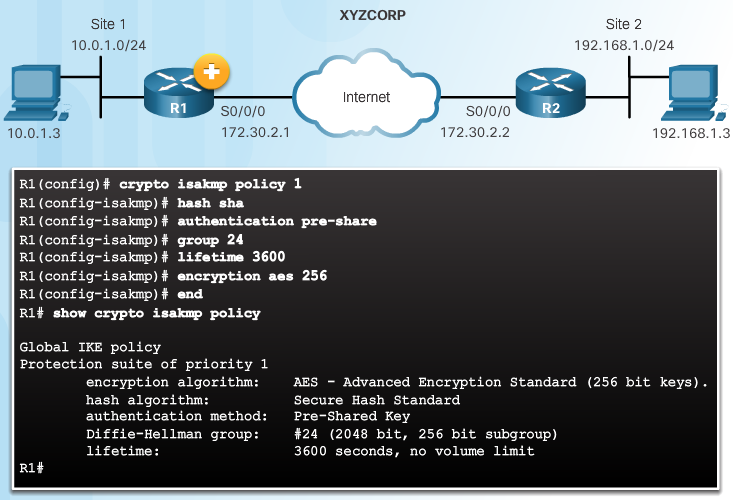 XYZCORP
Site 1
10.0.1.0/24
Site 2
192.168.1.0/24
R1
Internet
R2
S0/0/0
172.30.2.1
S0/0/0
172.30.2.2
10.0.1.3
192.168.1.3
R1(config)# crypto isakmp policy 1
R1(config-isakmp)# hash sha
R1(config-isakmp)# authentication pre-share
R1(config-isakmp)# group 24
R1(config-isakmp)# lifetime 3600
R1(config-isakmp)# encryption aes 256
R1(config-isakmp)# end
R1# show crypto isakmp policy
Global IKE policy
Protection suite of priority 1
encryption algorithm: AES - Advanced Encryption Standard (256 bit keys).
hash algorithm: Secure Hash Standard
authentication method: Pre-Shared Key
Diffie-Hellman group: #24 (2048 bit, 256 bit subgroup)
lifetime: 3600 seconds, no volume limit
R1#